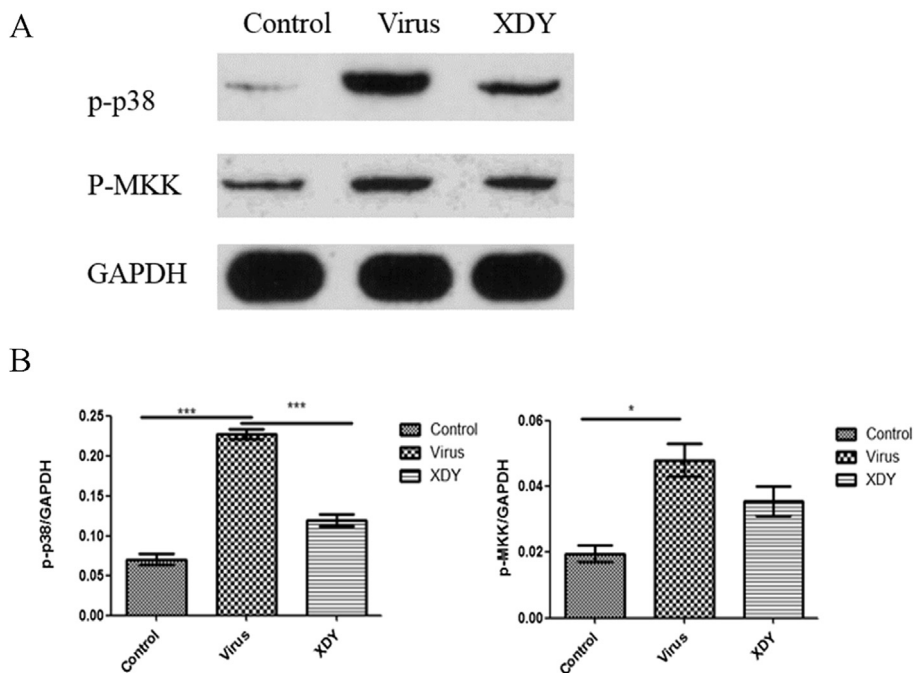 A
Control Virus XDY
p-p38
P-MKK
GAPDH
B
p-p38/GAPDH
0.25
0.20
0.15
0.10
0.05
0.00
*** ***
Control
Virus
XDY
Control Virus XDY
p-MKK/GAPDH
0.06
0.04
0.02
0.00
*
Control
Virus
XDY
Control Virus XDY